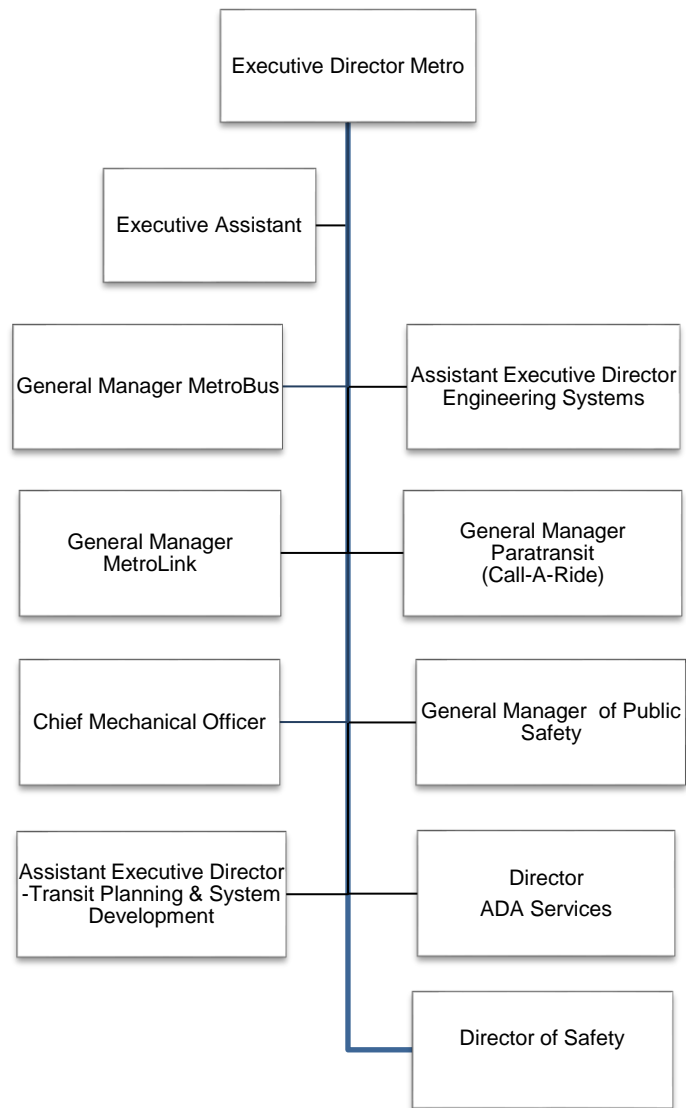 Executive Director Metro
Executive Assistant
General Manager MetroBus
Assistant Executive Director
Engineering Systems
General Manager
MetroLink
General Manager
Paratransit
(Call-A-Ride)
Chief Mechanical Officer
General Manager  of Public
Safety
Assistant Executive Director
-Transit Planning & System
Development
Director
ADA Services
Director of Safety